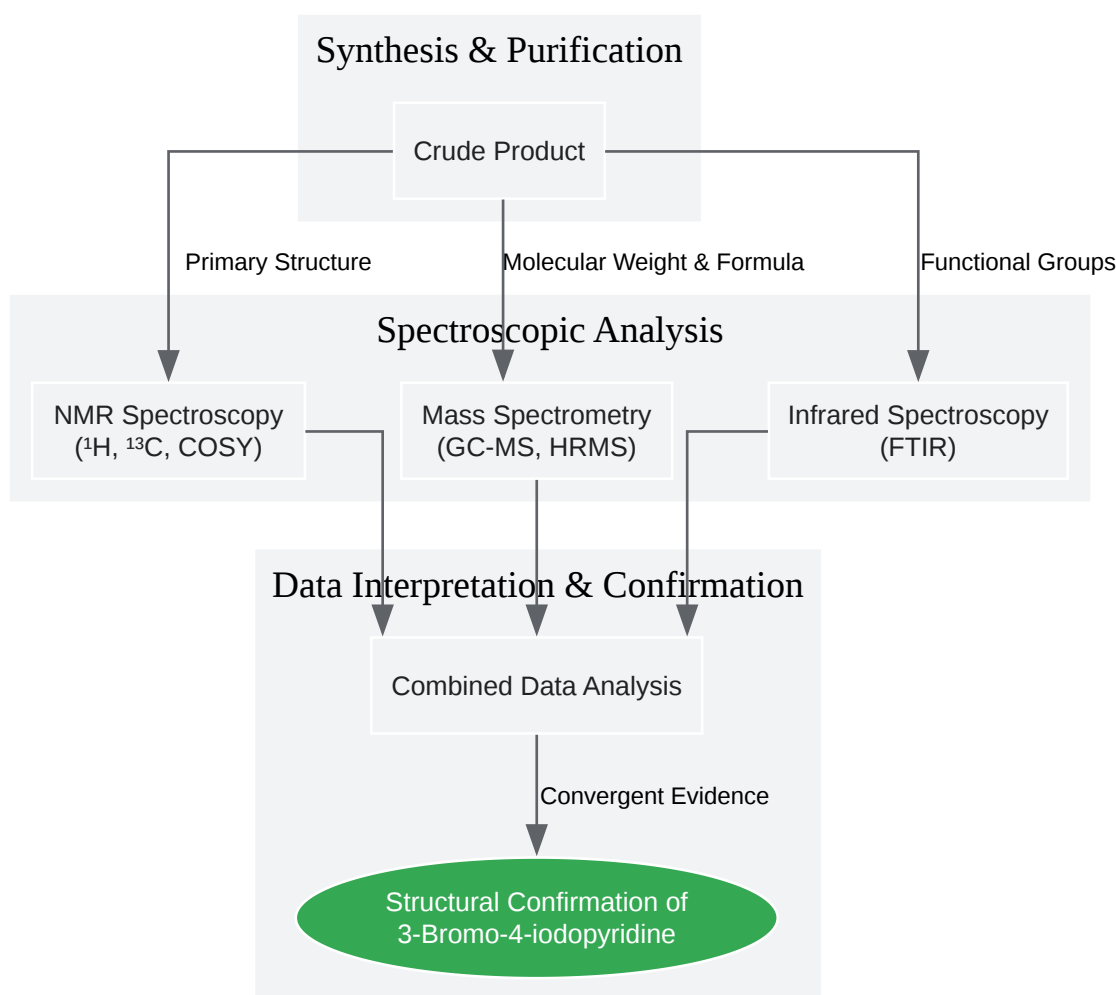 Synthesis & Purification
Crude Product
Primary Structure
Molecular Weight & Formula
Functional Groups
Spectroscopic Analysis
NMR Spectroscopy
(¹H, ¹³C, COSY)
Mass Spectrometry
(GC-MS, HRMS)
Infrared Spectroscopy
(FTIR)
Data Interpretation & Confirmation
Combined Data Analysis
Convergent Evidence
Structural Confirmation of
3-Bromo-4-iodopyridine